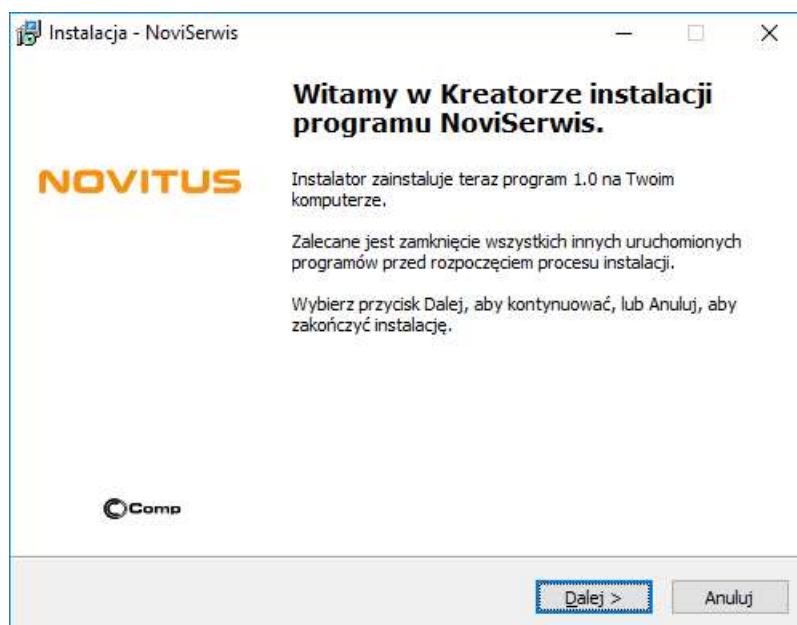 Instalacja - NoviSerwis
Witamy w Kreatorze instalacji
programu NoviSerwis.
NOVITUS
Instalator zainstaluje teraz program 1.0 na Twoim
komputerze.
Zalecane jest zamknięcie wszystkich innych uruchomionych
programów przed rozpoczęciem procesu instalacji.
Wybierz przycisk Dalej, aby kontynuować, lub Anuluj, aby
zakończyć instalację.
Comp
Dalej >
Anuluj